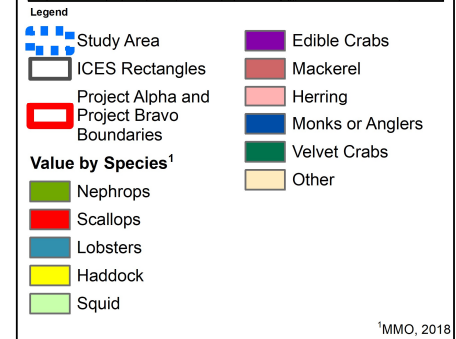 Legend
Study Area
ICES Rectangles
Project Alpha and
Project Bravo
Boundaries
Value by Species1
Nephrops
Scallops
Lobsters
Haddock
Squid
Edible Crabs
Mackerel
Herring
Monks or Anglers
Velvet Crabs
Other
1MMO, 2018